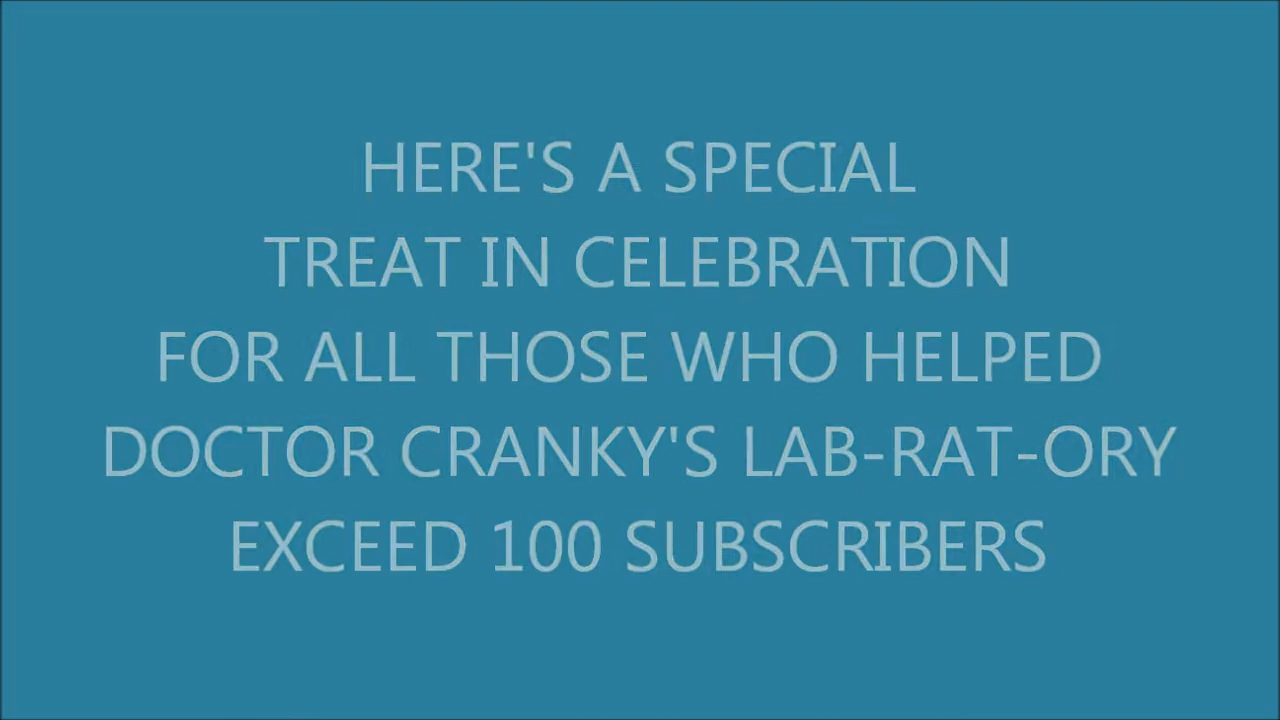 HERE'S A SPECIAL
TREAT IN CELEBRATION
FOR ALL THOSE WHO HELPED
DOCTOR CRANKY'S LAB-RAT-ORY
EXCEED 100 SUBSCRIBERS